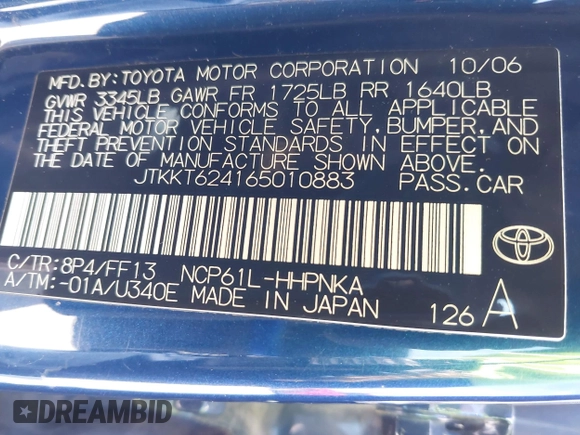 MFD.BY:TOYOTA MOTOR CORPORATION 10/06
GVWR 3345LB GAWR FR 1725LB RR 1640LB
THIS VEHICLE CONFORMS TO ALL APPLICABLE
FEDERAL MOTOR VEHICLE SAFETY,BUMPER,AND
THEFT PREVENTION STANDARDS IN EFFECT ON
THE DATE OF MANUFACTURE SHOWN ABOVE.
JTKKT624165010883 PASS.CAR
C/TR:8P4/FF13 NCP61L-HHPNKA
A/TM:-01A/U340E MADE IN JAPAN 126 A
DREAMBID